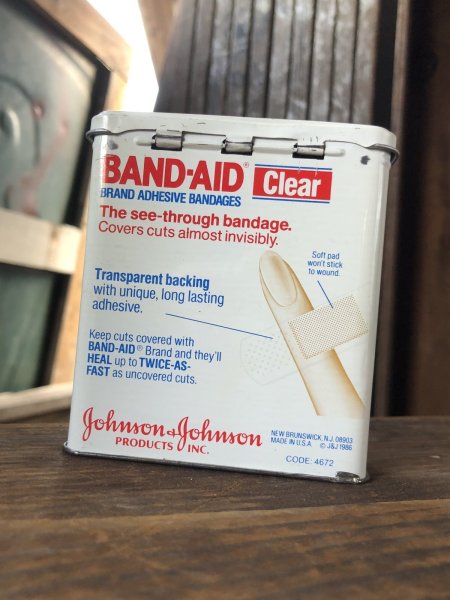 BAND-AID® Clear
BRAND ADHESIVE BANDAGES
The see-through bandage.
Covers cuts almost invisibly.
Soft pad
won't stick
to wound.
Transparent backing
with unique, long lasting
adhesive.
Keep cuts covered with
BAND-AID® Brand and they'll
HEAL up to TWICE-AS-
FAST as uncovered cuts.
Johnson & Johnson
PRODUCTS INC.
NEW BRUNSWICK, N.J. 08903
MADE IN U.S.A. © J&J 1986
CODE: 4672